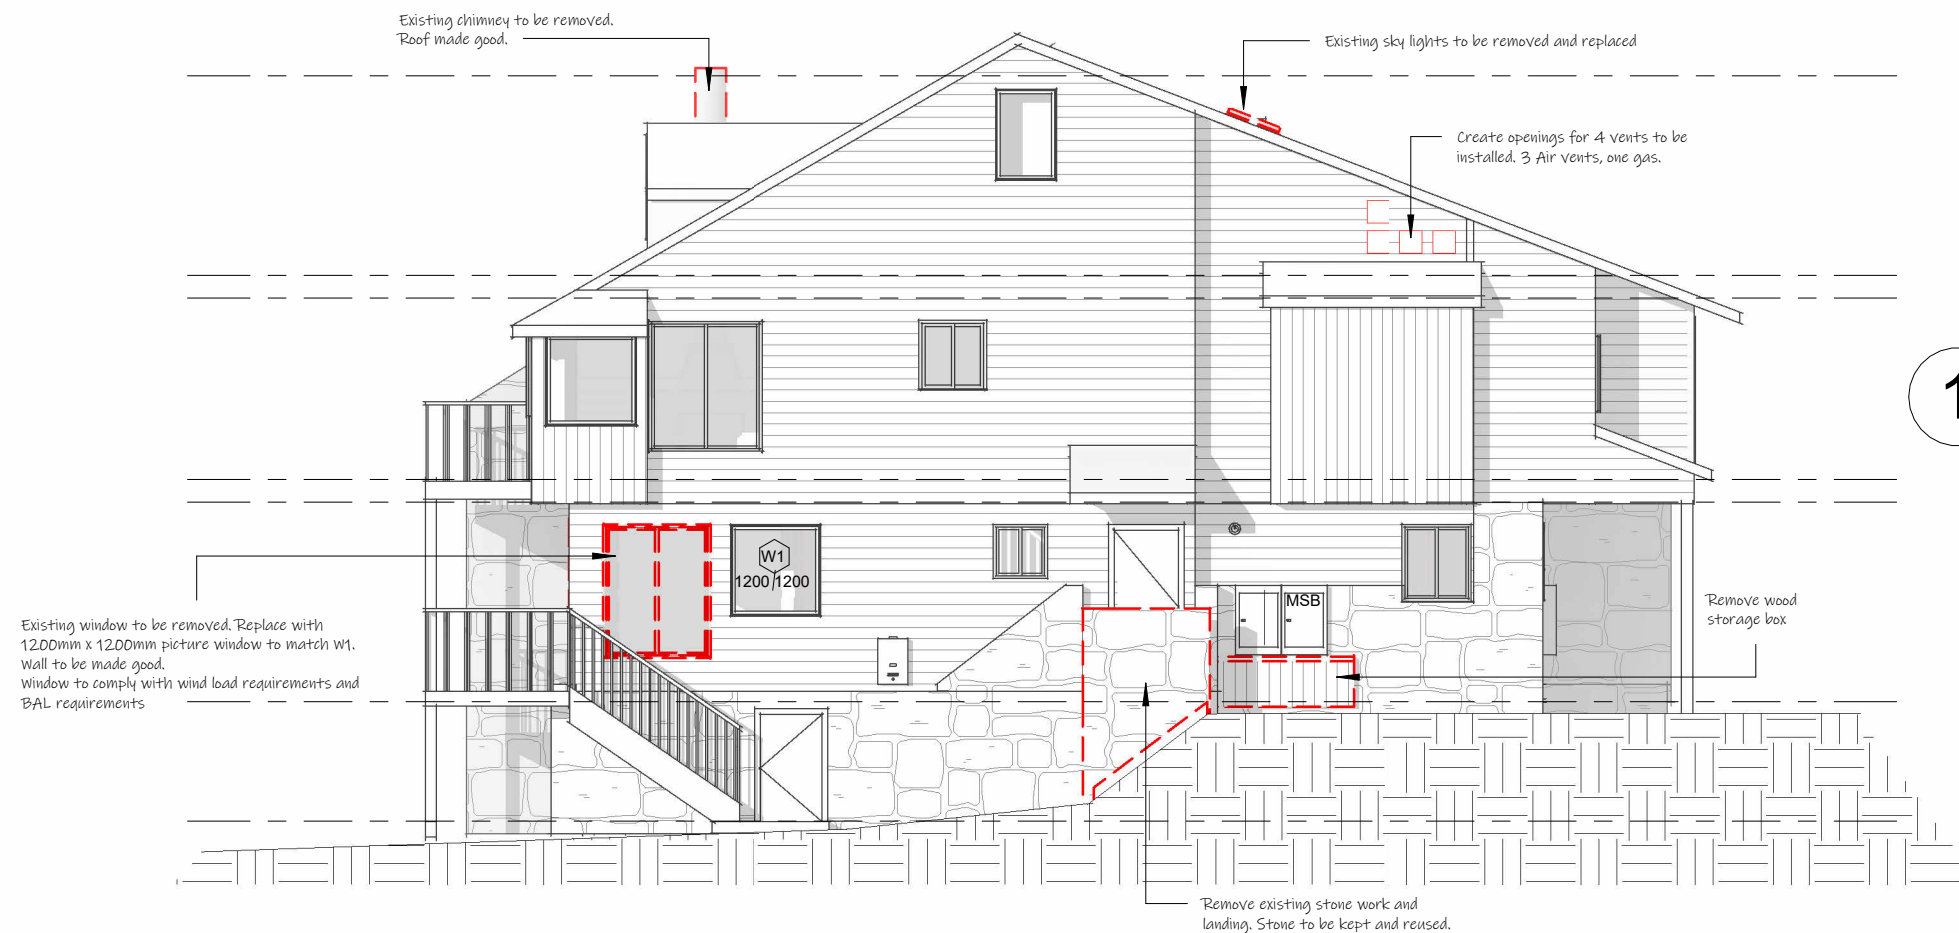 Existing chimney to be removed.
Roof made good.
Existing sky lights to be removed and replaced
Create openings for 4 vents to be
installed. 3 Air vents, one gas.
1
W1
1200 1200
MSB
Remove wood
storage box
Existing window to be removed. Replace with
1200mm x 1200mm picture window to match W1.
Wall to be made good.
Window to comply with wind load requirements and
BAL requirements
Remove existing stone work and
landing. Stone to be kept and reused.